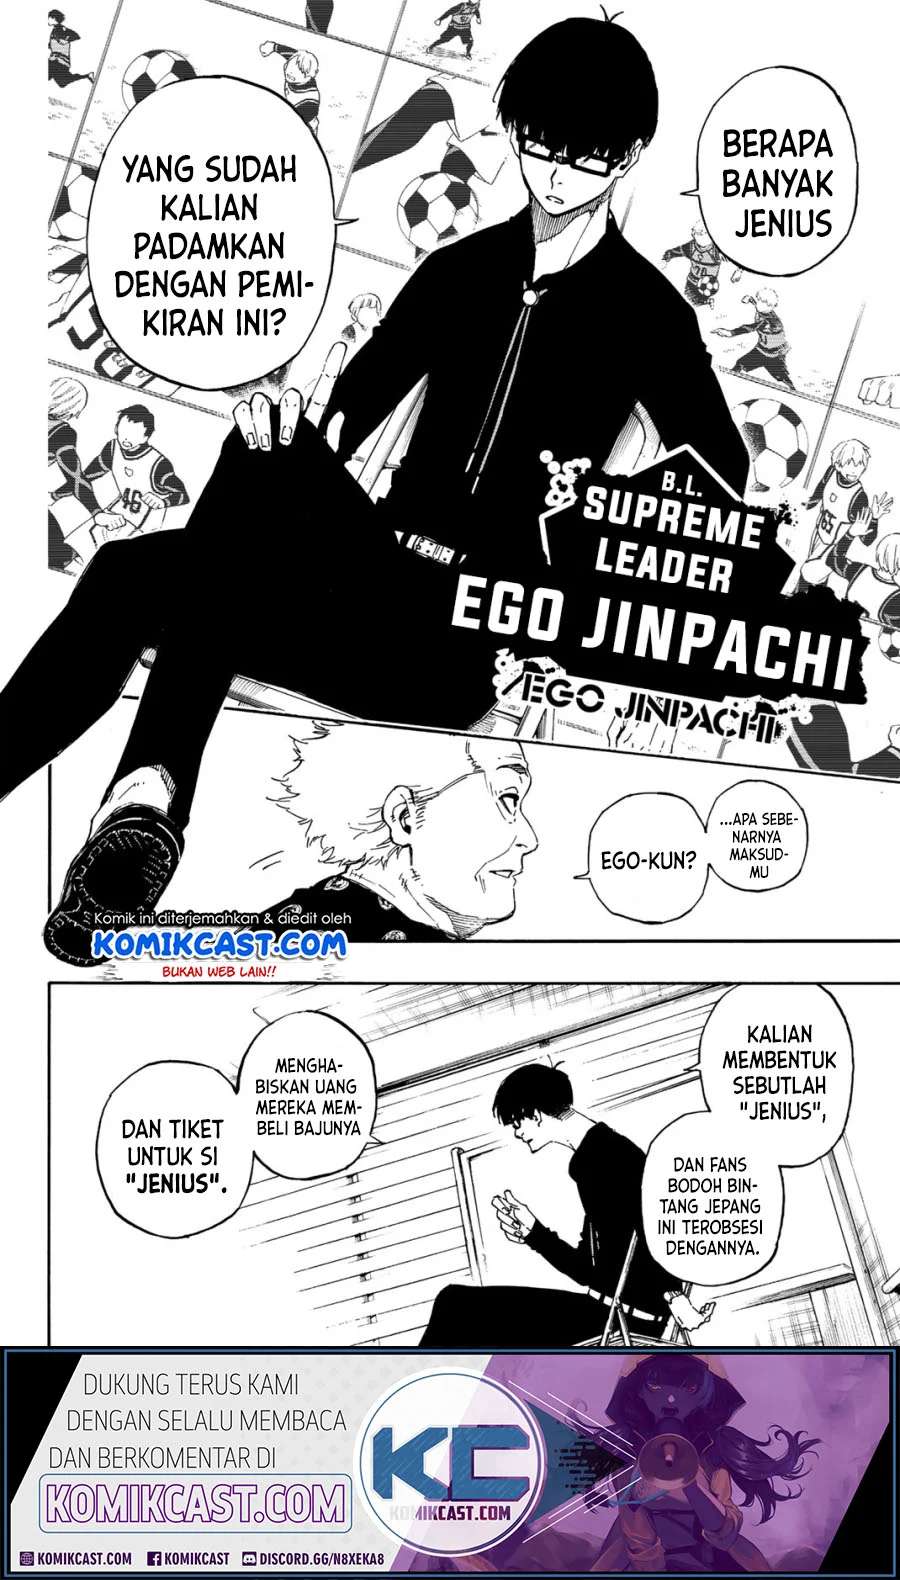 BERAPA
BANYAK
JENIUS
YANG SUDAH
KALIAN
PADAMKAN
DENGAN PEMI-
KIRAN INI?
46
65
B.L.
SUPREME
LEADER
EGO JINPACHI
/EGO JINPACHI
...APA SEBE-
NARNYA
MAKSUD-
MU
EGO-KUN?
Komik ini diterjemahkan & diedit oleh
KOMIKCAST.COM
BUKAN WEB LAIN!!
KALIAN
MEMBENTUK
SEBUTLAH
"JENIUS",
DAN FANS
BODOH BIN-
TANG JEPANG
INI TEROBSESI
DENGANNYA.
MENGHA-
BISKAN UANG
MEREKA MEM-
BELI BAJUNYA
DAN TIKET
UNTUK SI
"JENIUS".
DUKUNG TERUS KAMI
DENGAN SELALU MEMBACA
DAN BERKOMENTAR DI
KOMIKCAST.COM
KC
KOMIKCAST.COM
KOMIKCAST.COM
KOMIKCAST
DISCORD.GG/N8XEKA8